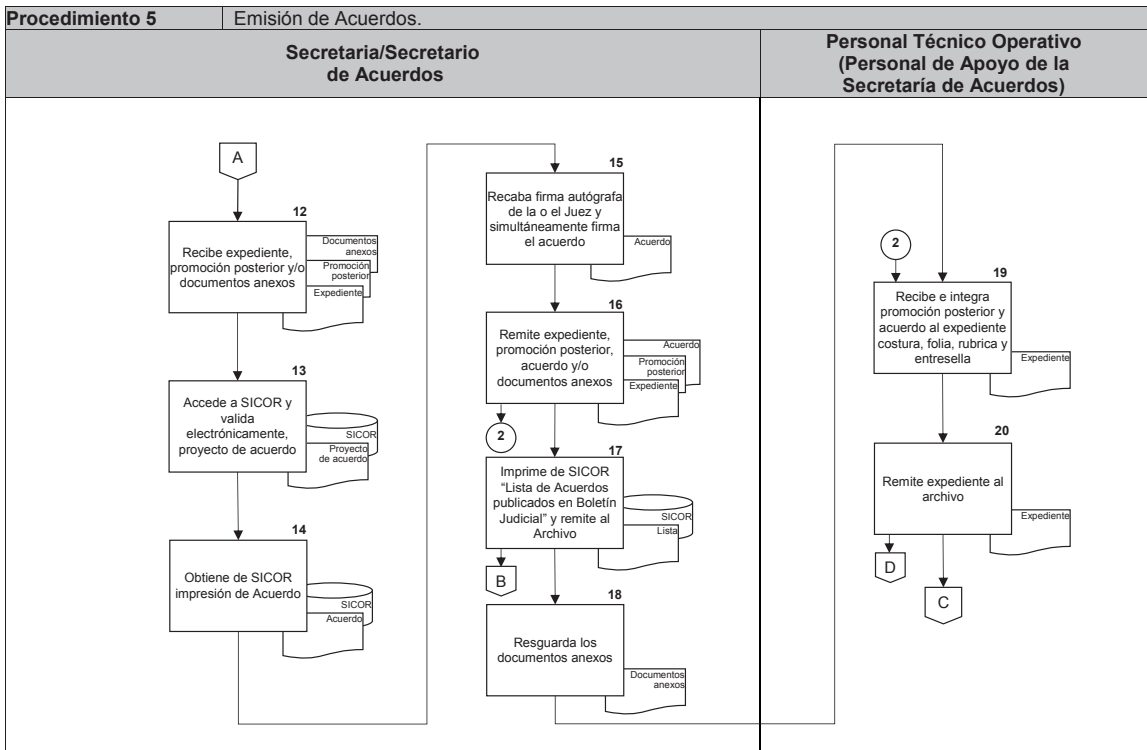 Procedimiento 5
Emisión de Acuerdos.
Secretaria/Secretario
de Acuerdos
Personal Técnico Operativo
(Personal de Apoyo de la
Secretaría de Acuerdos)
A
12
Recibe expediente,
promoción posterior y/o
documentos anexos
Documentos
anexos
Promoción
posterior
Expediente
13
Accede a SICOR y
valida
electrónicamente,
proyecto de acuerdo
SICOR
Proyecto
de acuerdo
14
Obtiene de SICOR
impresión de Acuerdo
SICOR
Acuerdo
15
Recaba firma autógrafa
de la o el Juez y
simultáneamente firma
el acuerdo
Acuerdo
16
Remite expediente,
promoción posterior,
acuerdo y/o
documentos anexos
Acuerdo
Promoción
posterior
Expediente
2
17
Imprime de SICOR
“Lista de Acuerdos
publicados en Boletín
Judicial” y remite al
Archivo
SICOR
Lista
B
18
Resguarda los
documentos anexos
Documentos
anexos
2
19
Recibe e integra
promoción posterior y
acuerdo al expediente
costura, folia, rubrica y
entresella
Expediente
20
Remite expediente al
archivo
Expediente
D
C